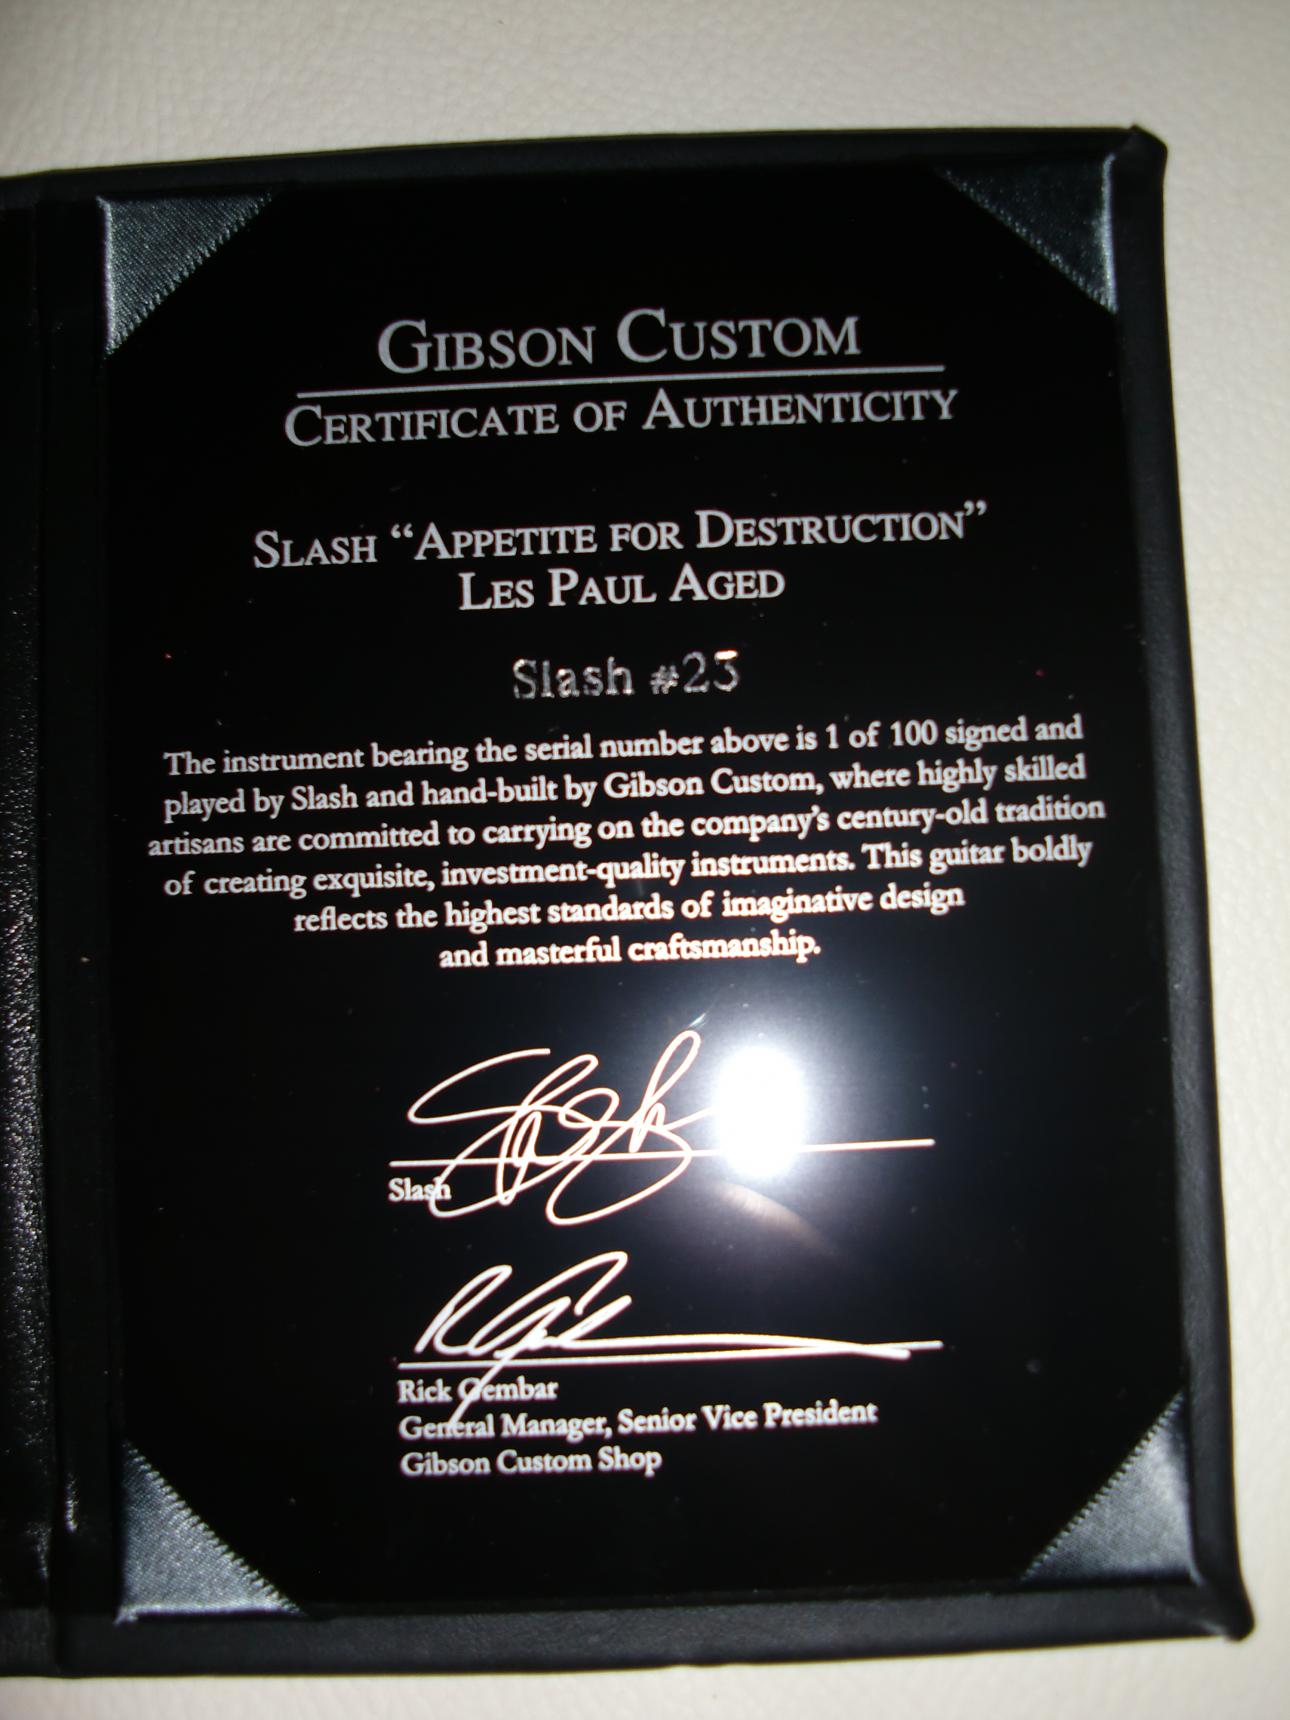 GIBSON CUSTOM
CERTIFICATE OF AUTHENTICITY
SLASH “APPETITE FOR DESTRUCTION”
LES PAUL AGED
Slash #23
The instrument bearing the serial number above is 1 of 100 signed and
played by Slash and hand-built by Gibson Custom, where highly skilled
artisans are committed to carrying on the company’s century-old tradition
of creating exquisite, investment-quality instruments. This guitar boldly
reflects the highest standards of imaginative design
and masterful craftsmanship.
Slash
Slash
Rick Gembar
General Manager, Senior Vice President
Gibson Custom Shop